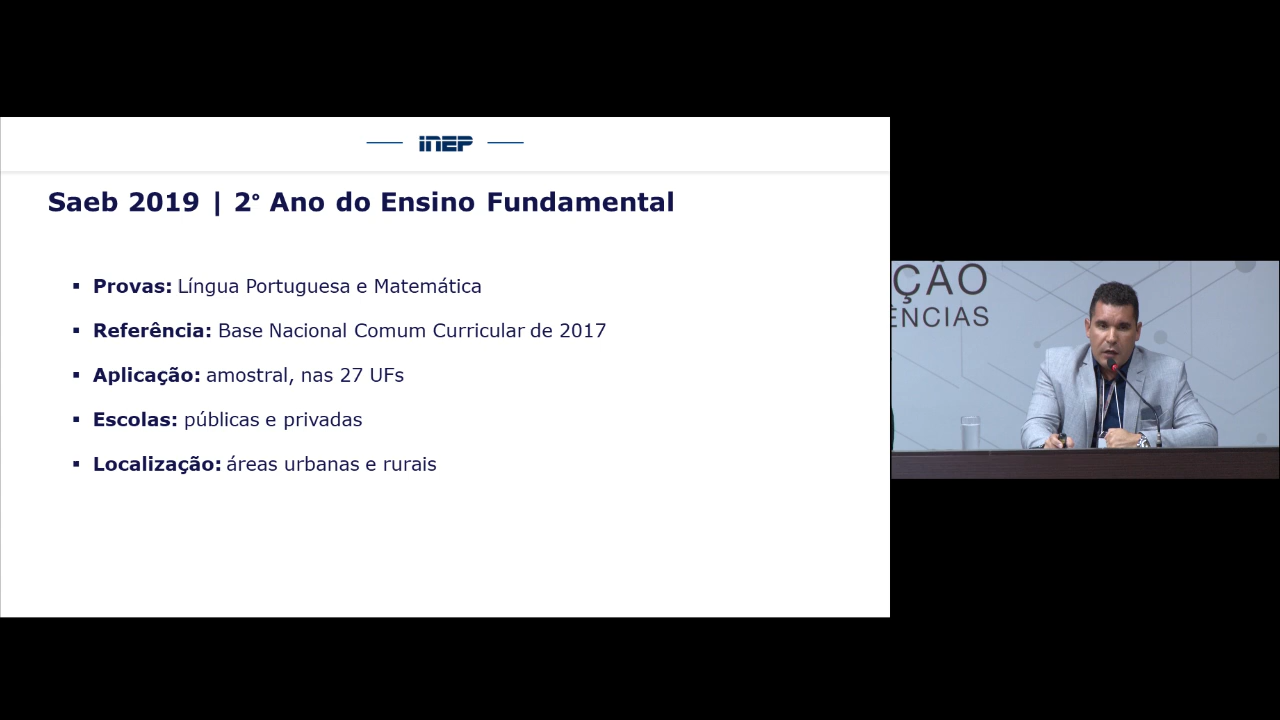 INEP
Saeb 2019 | 2° Ano do Ensino Fundamental
▪ Provas: Língua Portuguesa e Matemática
▪ Referência: Base Nacional Comum Curricular de 2017
▪ Aplicação: amostral, nas 27 UFs
▪ Escolas: públicas e privadas
▪ Localização: áreas urbanas e rurais
ÇÃO
ÊNCIAS